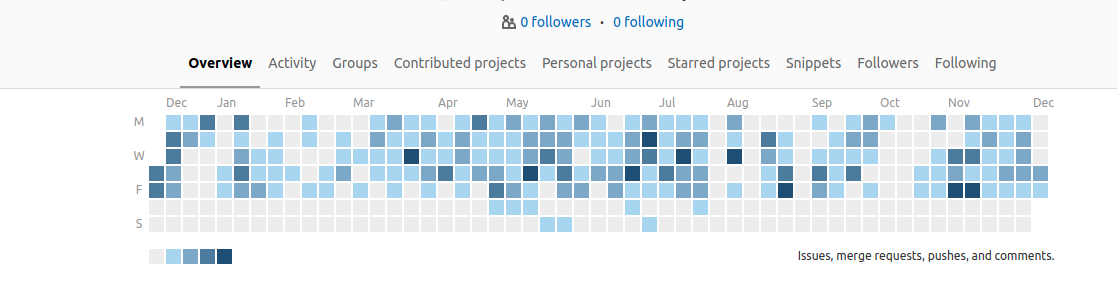 0 followers • 0 following
Overview Activity Groups Contributed projects Personal projects Starred projects Snippets Followers Following
Dec Jan Feb Mar Apr May Jun Jul Aug Sep Oct Nov Dec
M
W
F
S
Issues, merge requests, pushes, and comments.